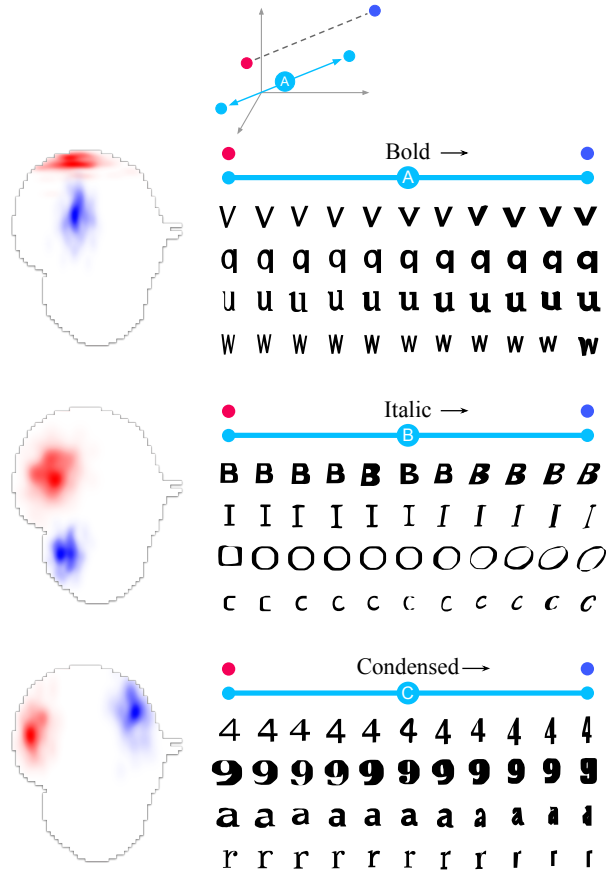 A
Bold →
A
V V V V V V V V V V V
q q q q q q q q q q q
u u u u u u u u u u u
w w w w w w w w w w w
Italic →
B
B B B B B B B B B B B
I I I I I I I I I I I
O O O O O O O O O O O
c c c c c c c c c c c
Condensed →
C
4 4 4 4 4 4 4 4 4 4 4
9 9 9 9 9 9 9 9 9 9 9
a a a a a a a a a a a
r r r r r r r r r r r